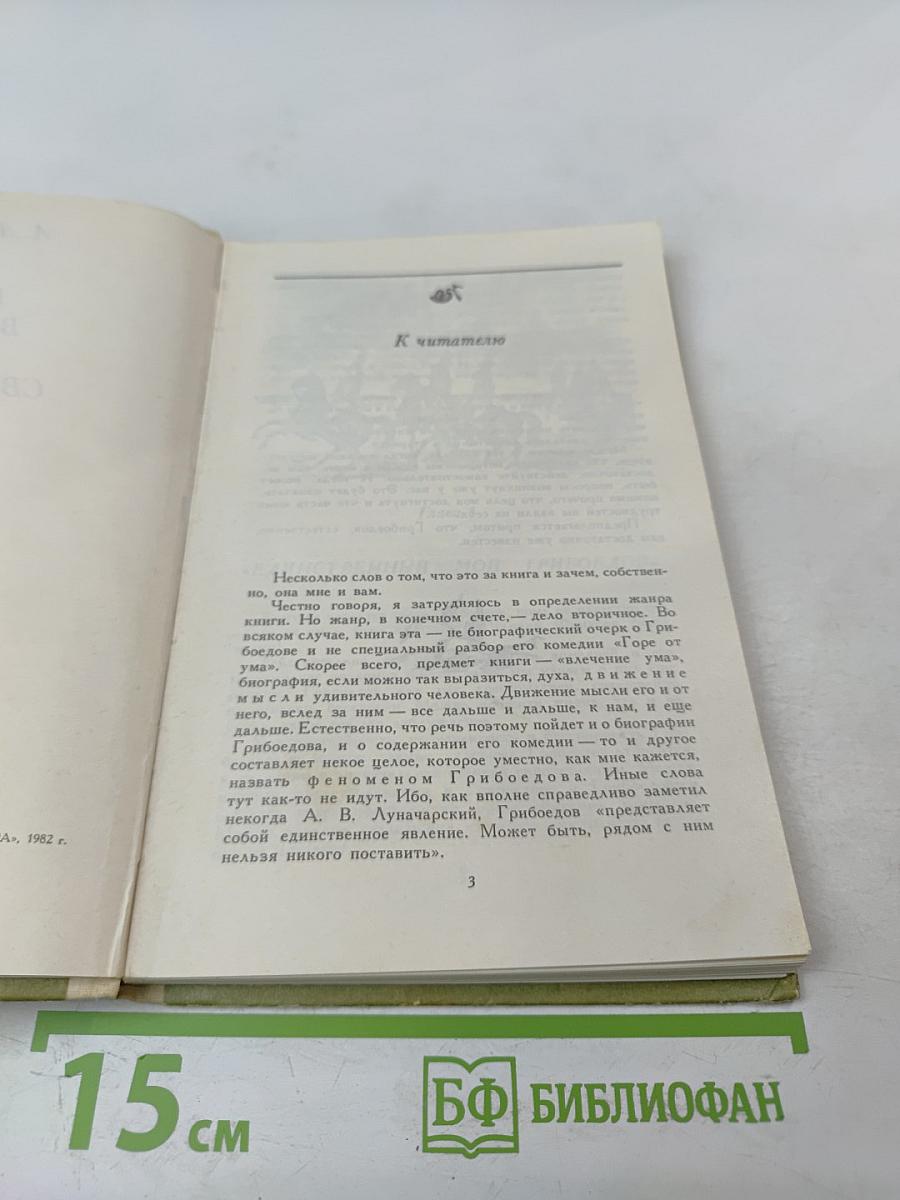 К читателю
Несколько слов о том, что это за книга и зачем, собствен-
но, она мне и вам.
Честно говоря, я затрудняюсь в определении жанра
книги. Но жанр, в конечном счете,— дело вторичное. Во
всяком случае, книга эта — не биографический очерк о Гри-
боедове и не специальный разбор его комедии «Горе от
ума». Скорее всего, предмет книги — «влечение ума»,
биография, если можно так выразиться, духа, движение
мысли удивительного человека. Движение мысли его и от
него, вслед за ним — все дальше и дальше, к нам, и еще
дальше. Естественно, что речь поэтому пойдет и о биографии
Грибоедова, и о содержании его комедии — то и другое
составляет некое целое, которое уместно, как мне кажется,
назвать феноменом Грибоедова. Иные слова
тут как-то не идут. Ибо, как вполне справедливо заметил
некогда А. В. Луначарский, Грибоедов «представляет
собой единственное явление. Может быть, рядом с ним
нельзя никого поставить».
3
А», 1982 г.
15 см
БФ БИБЛИОФАН